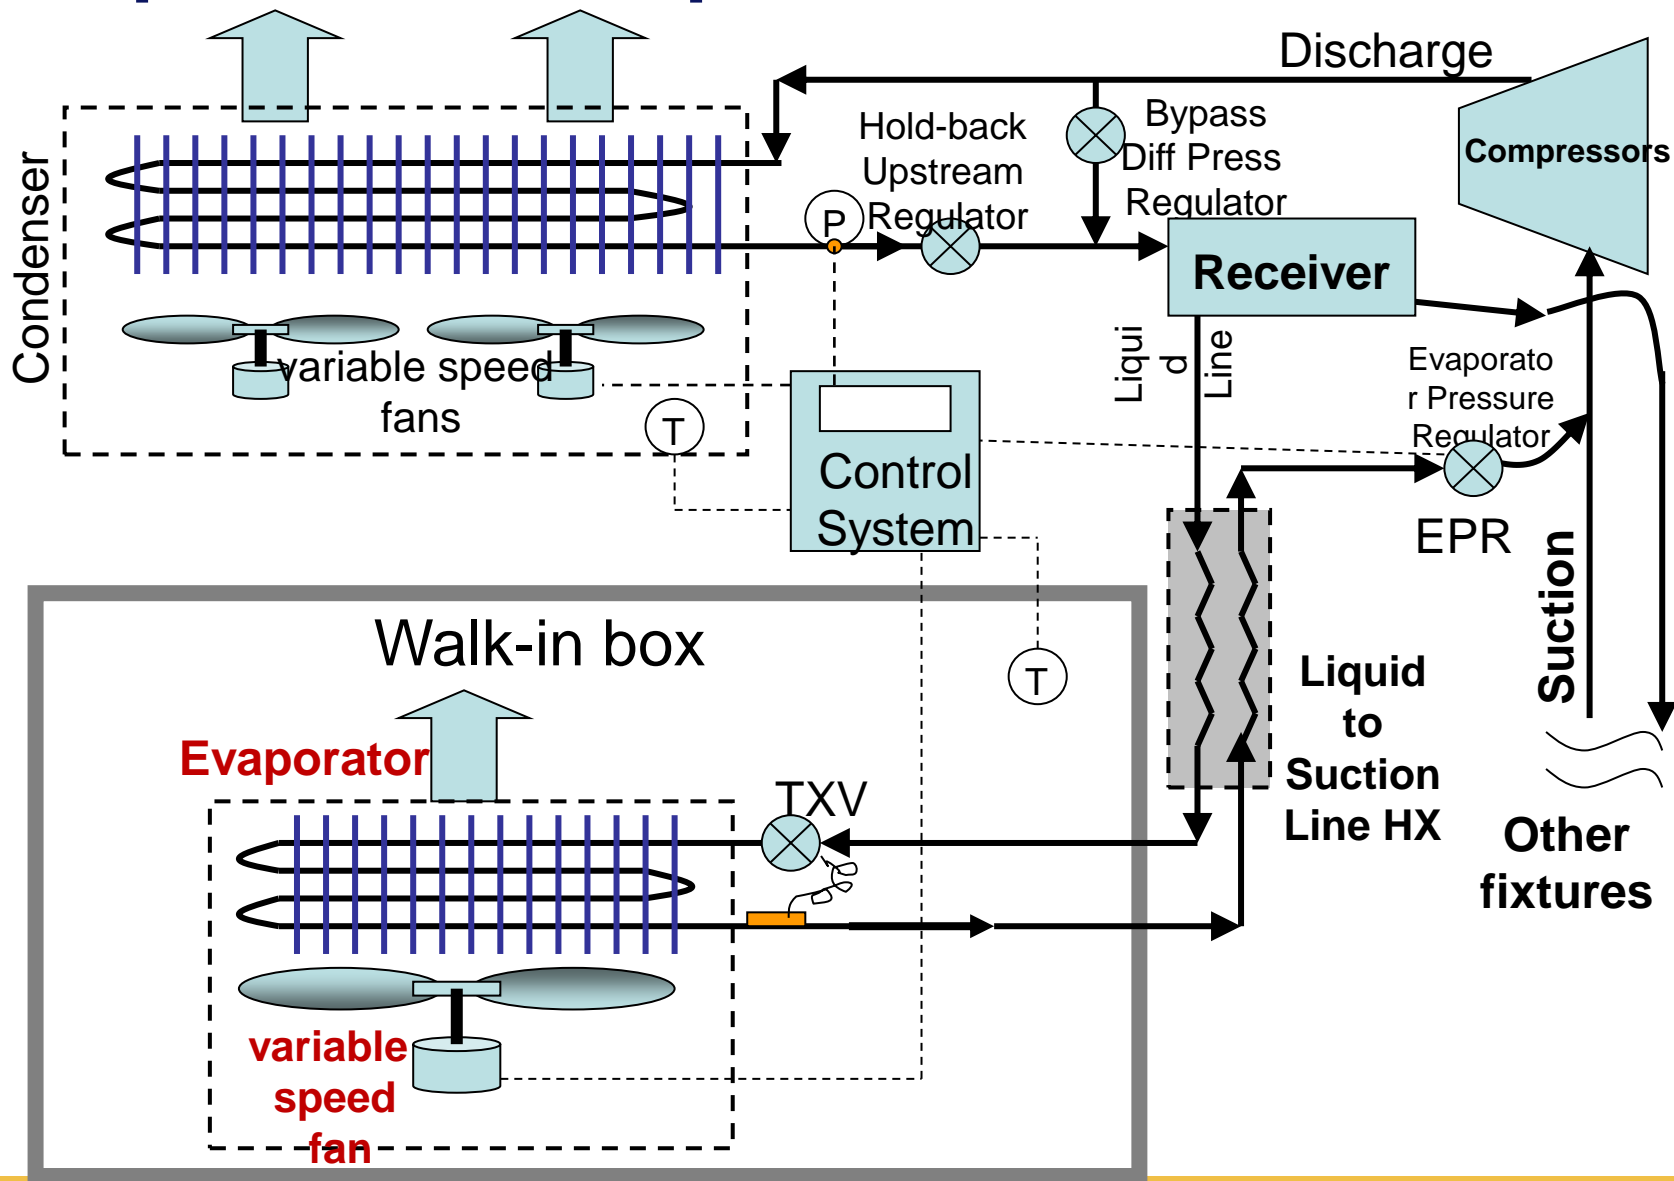 Discharge
Compressors
Hold-back
Upstream
Regulator
Bypass
Diff Press
Regulator
P
Condenser
Receiver
variable speed
fans
T
Liqui
d
Line
Evaporato
r Pressure
Regulator
Control
System
EPR
Suction
Walk-in box
T
Liquid
to
Suction
Line HX
Evaporator
TXV
Other
fixtures
variable
speed
fan